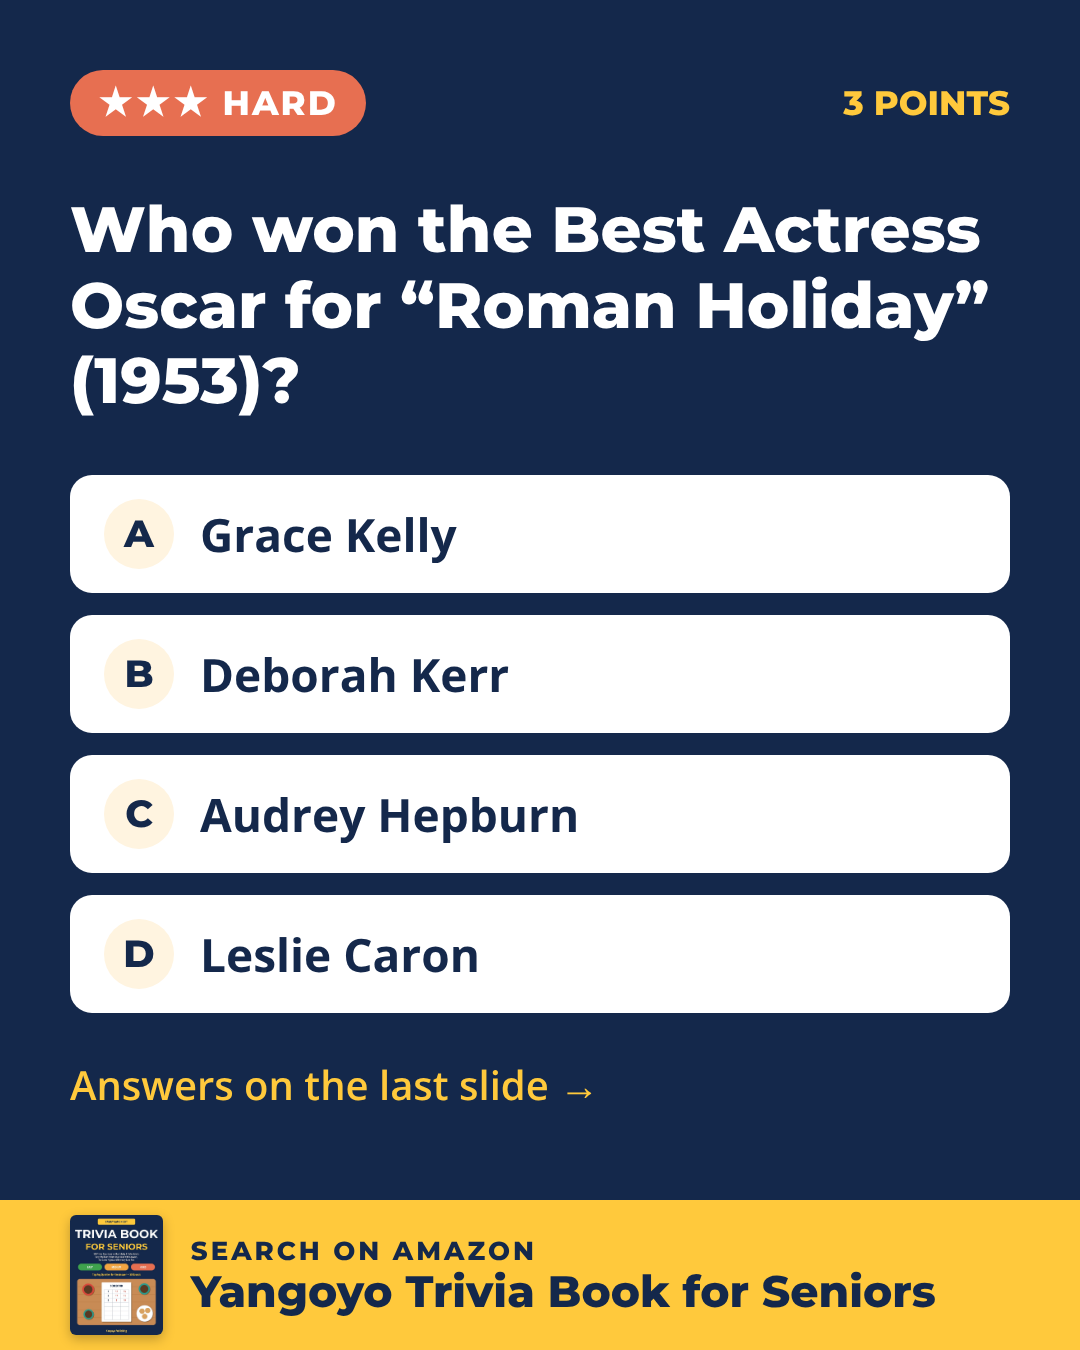 ★★★ HARD
3 POINTS
Who won the Best Actress
Oscar for “Roman Holiday”
(1953)?
A Grace Kelly
B Deborah Kerr
C Audrey Hepburn
D Leslie Caron
Answers on the last slide →
TRIVIA BOOK
FOR SENIORS
SEARCH ON AMAZON
Yangoyo Trivia Book for Seniors